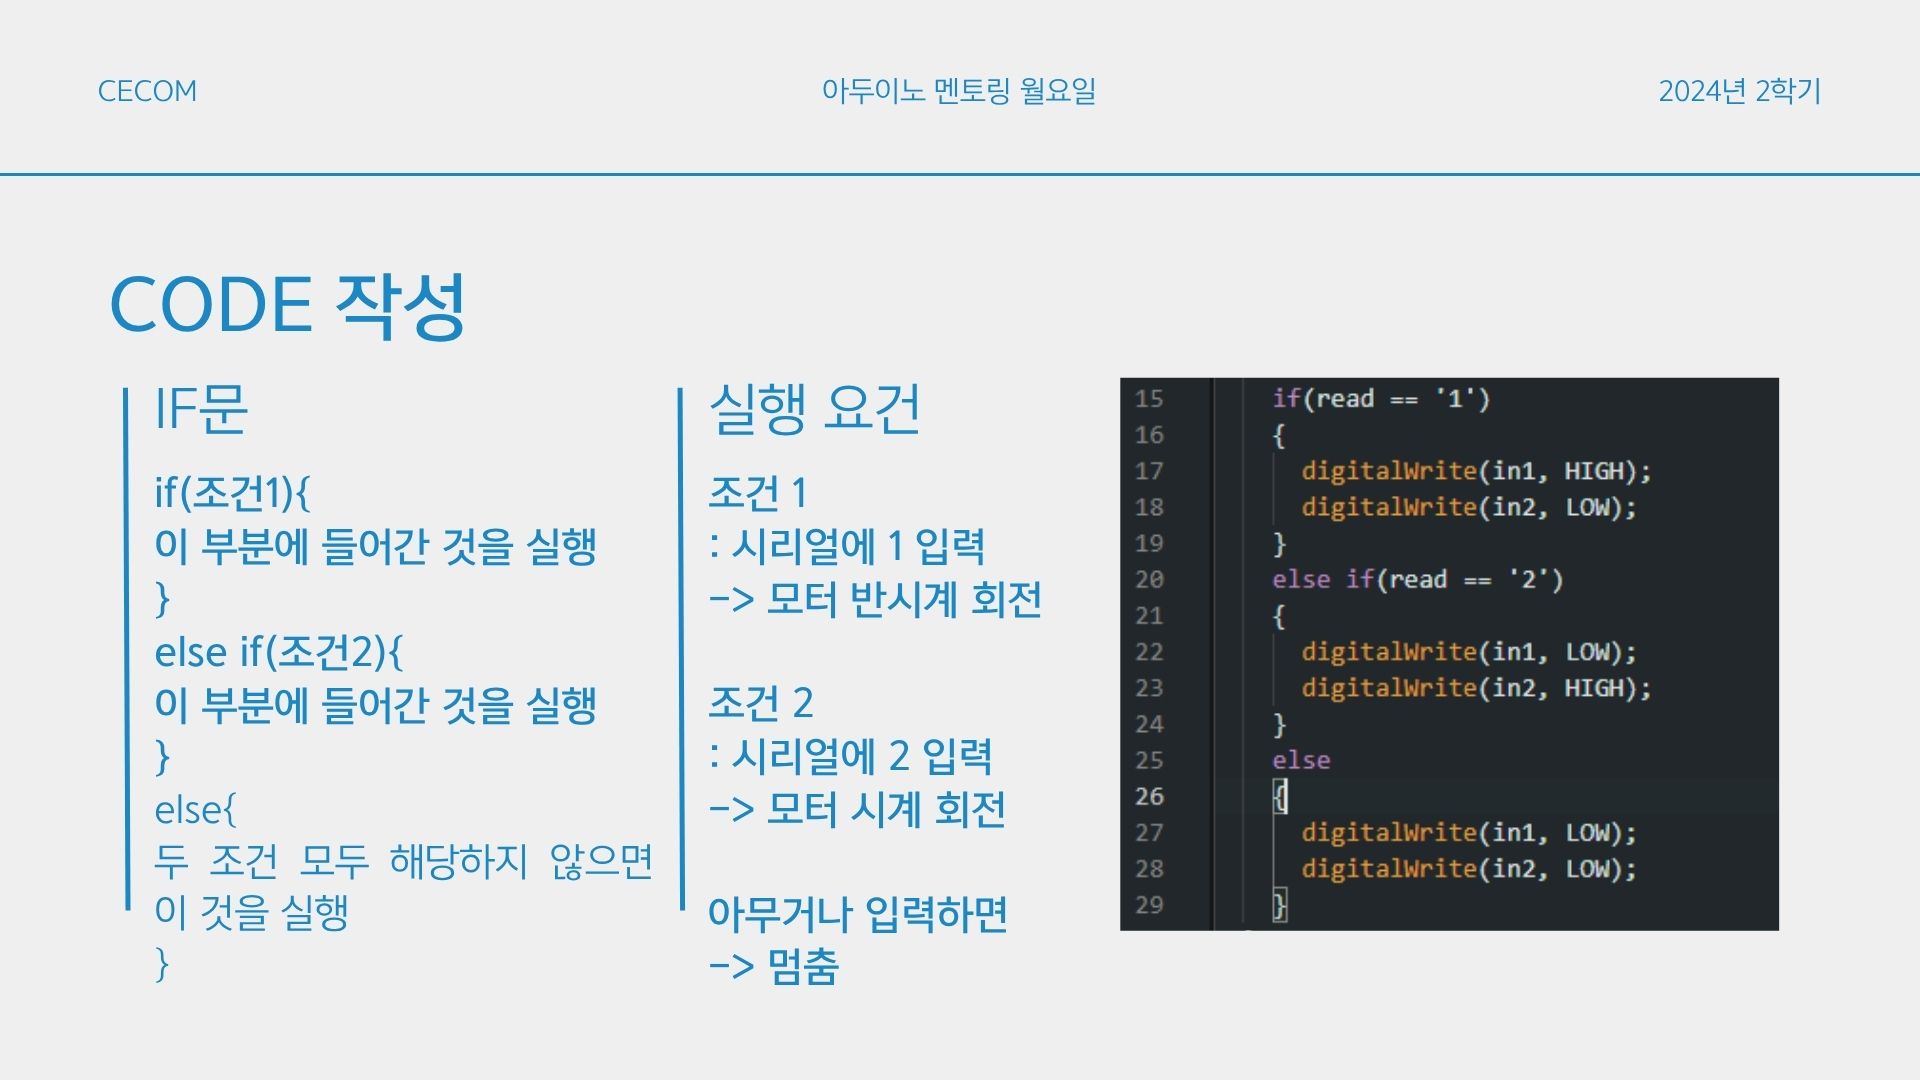 CECOM
아두이노 멘토링 월요일
2024년 2학기
CODE 작성
IF문
if(조건1){
이 부분에 들어간 것을 실행
}
else if(조건2){
이 부분에 들어간 것을 실행
}
else{
두 조건 모두 해당하지 않으면
이 것을 실행
}
실행 요건
조건 1
: 시리얼에 1 입력
-> 모터 반시계 회전
조건 2
: 시리얼에 2 입력
-> 모터 시계 회전
아무거나 입력하면
-> 멈춤
15 if(read == '1')
16 {
17 digitalWrite(in1, HIGH);
18 digitalWrite(in2, LOW);
19 }
20 else if(read == '2')
21 {
22 digitalWrite(in1, LOW);
23 digitalWrite(in2, HIGH);
24 }
25 else
26 {
27 digitalWrite(in1, LOW);
28 digitalWrite(in2, LOW);
29 }